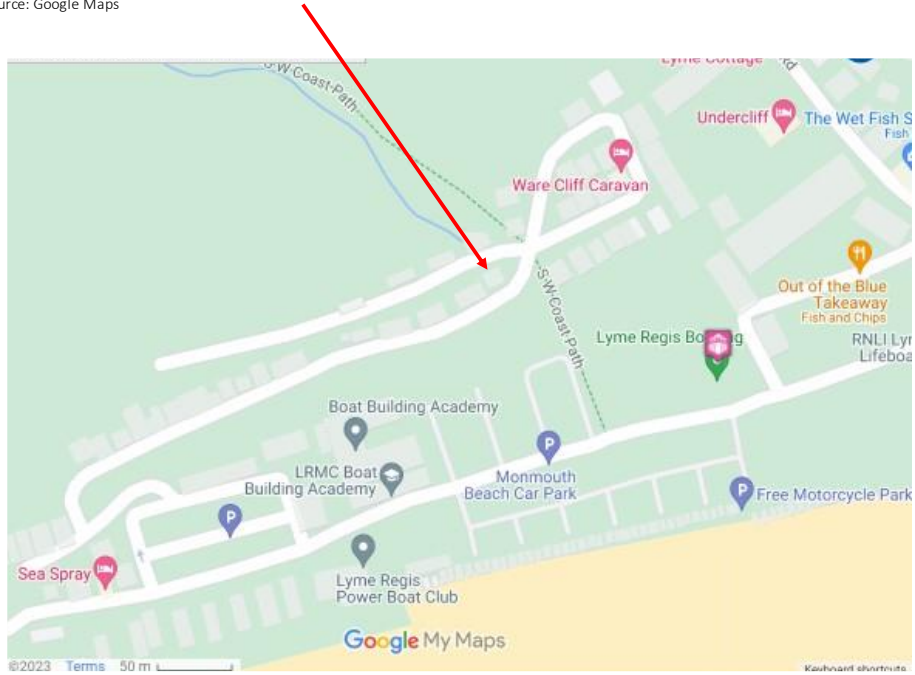 urce: Google Maps
S·W·Coast·Path
Lyme Cottage
Rd
Undercliff
The Wet Fish S
Fish
Ware Cliff Caravan
S·W·Coast·Path
Out of the Blue
Takeaway
Fish and Chips
Lyme Regis Bo ng
RNLI Ly
Lifeboa
Boat Building Academy
LRMC Boat
Building Academy
P
Monmouth
Beach Car Park
P
P
Free Motorcycle Park
Sea Spray
Lyme Regis
Power Boat Club
Google My Maps
©2023 Terms 50 m
Keyboard shortcuts